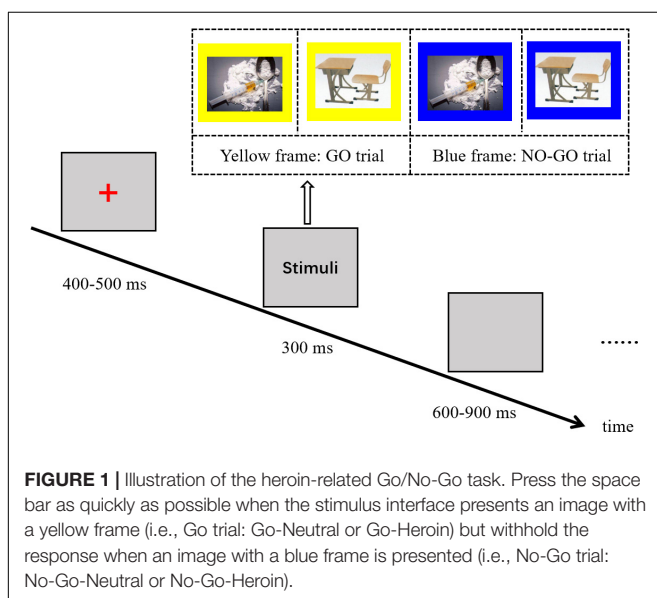 Yellow frame: GO trial
Blue frame: NO-GO trial
Stimuli
400-500 ms
300 ms
600-900 ms
......
time
FIGURE 1 | Illustration of the heroin-related Go/No-Go task. Press the space
bar as quickly as possible when the stimulus interface presents an image with
a yellow frame (i.e., Go trial: Go-Neutral or Go-Heroin) but withhold the
response when an image with a blue frame is presented (i.e., No-Go trial:
No-Go-Neutral or No-Go-Heroin).